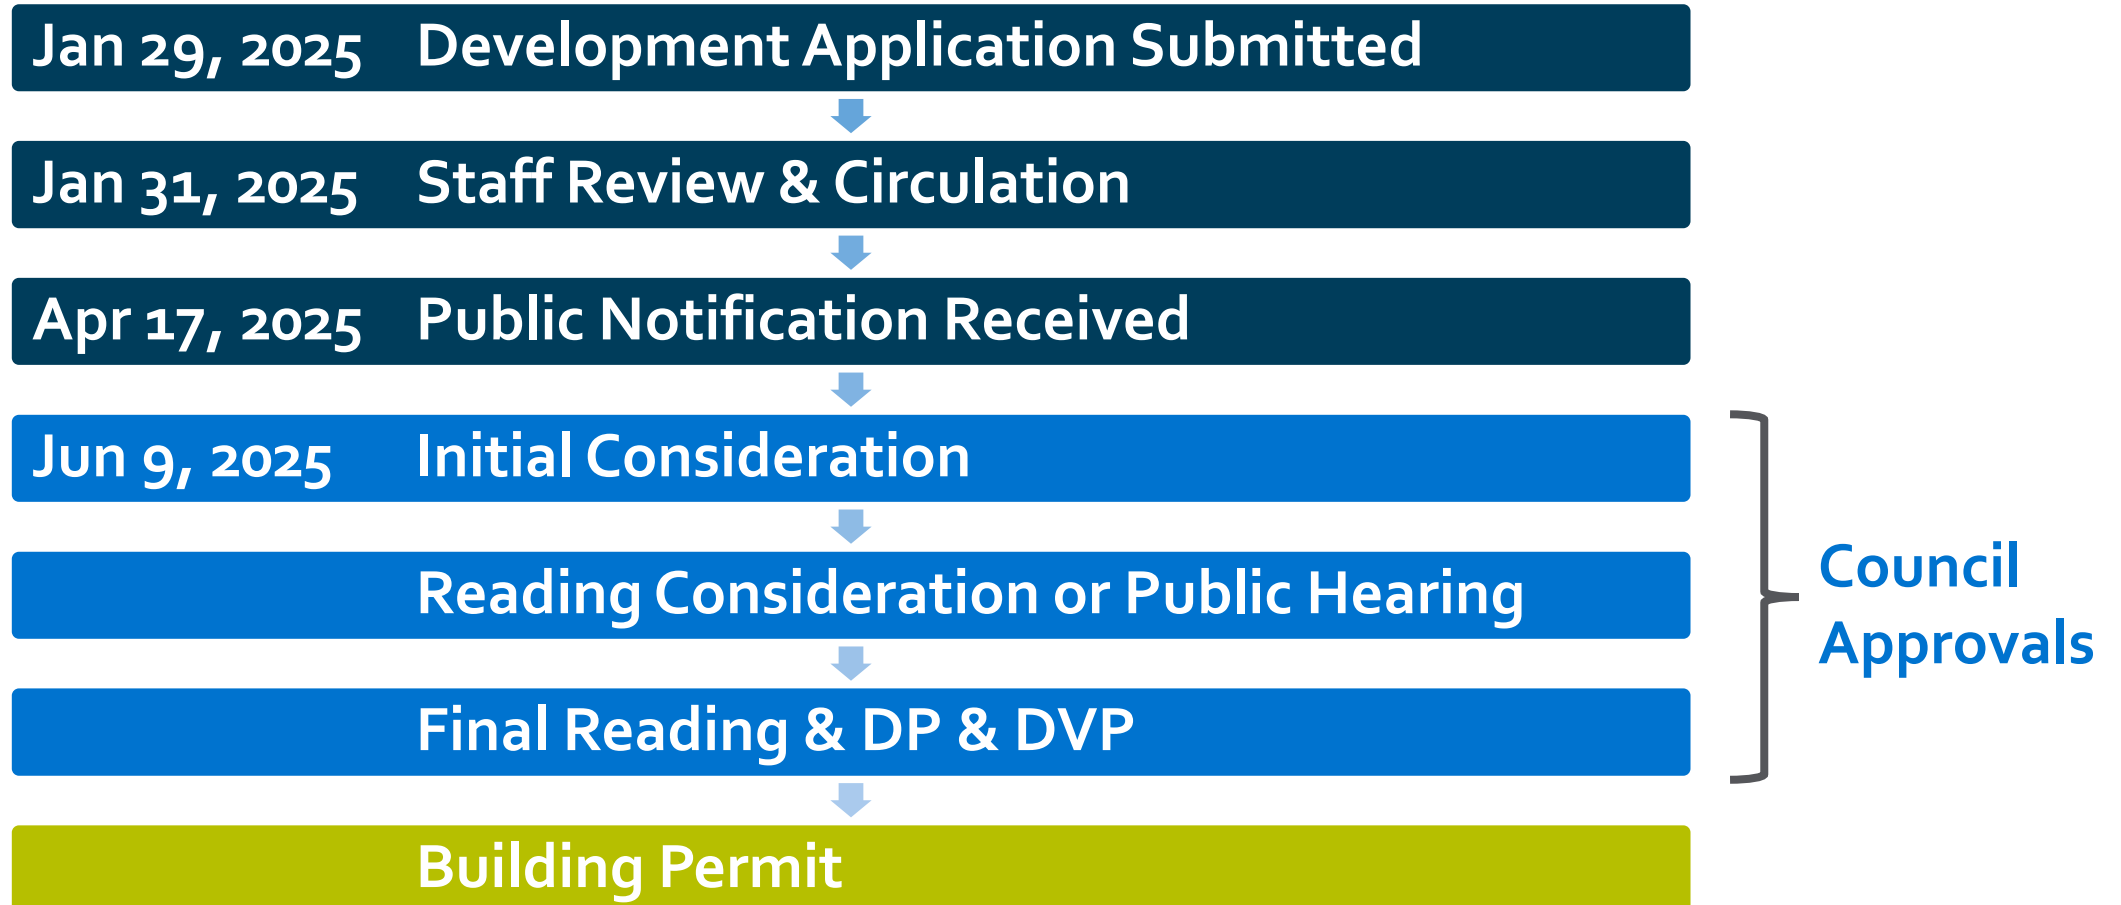 Jan 29, 2025 Development Application Submitted
Jan 31, 2025 Staff Review & Circulation
Apr 17, 2025 Public Notification Received
Jun 9, 2025 Initial Consideration
Reading Consideration or Public Hearing
Final Reading & DP & DVP
Building Permit
Council
Approvals